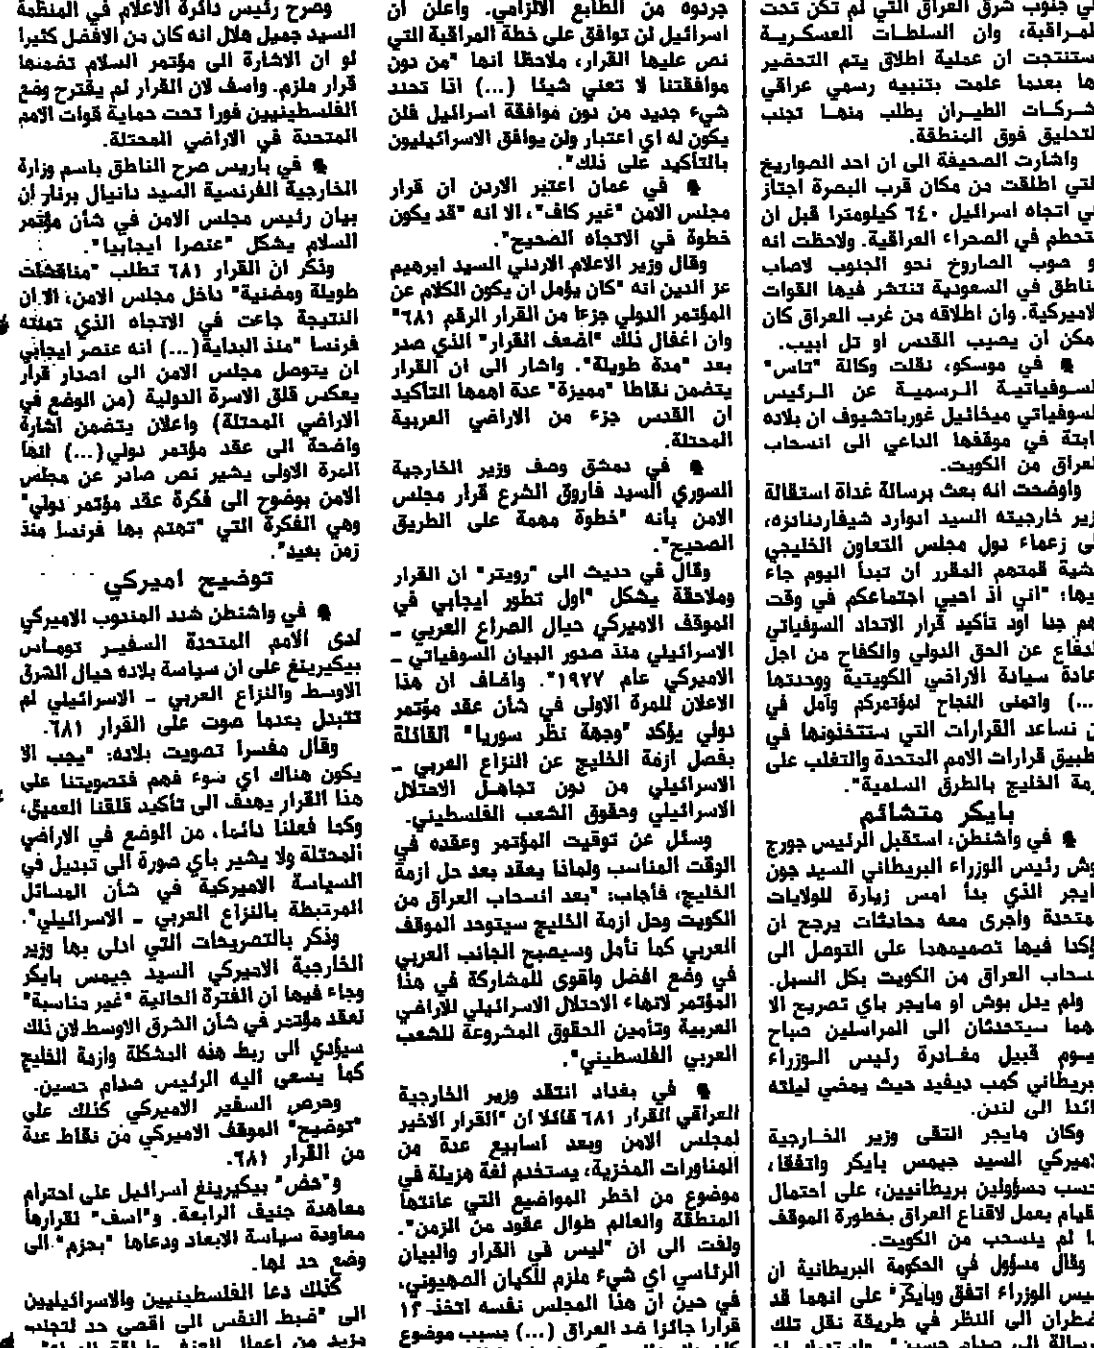 في جنوب شرق العراق التي لم تكن تحت
المـراقبة، وان السلطـات العسكـريـة
استنتجت ان عملية اطلاق يتم التحضير
لها بعدما علمت بتنبيه رسمي عراقي
لشـركـات الطيـران يطلب منهـا تجنب
التحليق فوق المنطقة.
واشارت الصحيفة الى ان احد الصواريخ
التي اطلقت من مكان قرب البصرة اجتاز
في اتجاه اسرائيل ٦٤٠ كيلومترا قبل ان
يتحطم في الصحراء العراقية. ولاحظت انه
لو صوب الصاروخ نحو الجنوب لاصاب
مناطق في السعودية تنتشر فيها القوات
الاميركية. وان اطلاقه من غرب العراق كان
يمكن ان يصيب القدس او تل ابيب.
● في موسكو، نقلت وكالة "تاس"
السـوفياتيـة الـرسميـة عن الـرئيس
السوفياتي ميخائيل غورباتشيوف ان بلاده
ثابتة في موقفها الداعي الى انسحاب
العراق من الكويت.
واوضحت انه بعث برسالة غداة استقالة
وزير خارجيته السيد ادوارد شيفاردنادزه،
الى زعماء دول مجلس التعاون الخليجي
عشية قمتهم المقرر ان تبدأ اليوم جاء
فيها: "اني اذ احيي اجتماعكم في وقت
مهم جدا اود تأكيد قرار الاتحاد السوفياتي
الدفاع عن الحق الدولي والكفاح من اجل
اعادة سيادة الاراضي الكويتية ووحدتها
(...) واتمنى النجاح لمؤتمركم وآمل في
ان تساعد القرارات التي ستتخذونها في
تطبيق قرارات الامم المتحدة والتغلب على
ازمة الخليج بالطرق السلمية".
بايكر متشائم
● في واشنطن، استقبل الرئيس جورج
بوش رئيس الوزراء البريطاني السيد جون
مايجر الذي بدأ امس زيارة للولايات
المتحدة واجرى معه محادثات يرجح ان
يؤكدا فيها تصميمهما على التوصل الى
انسحاب العراق من الكويت بكل السبل.
ولم يدل بوش او مايجر باي تصريح الا
انهما سيتحدثان الى المراسلين صباح
اليـوم قبيل مغـادرة رئيس الـوزراء
البريطاني كمب ديفيد حيث يمضي ليلته
عائدا الى لندن.
وكان مايجر التقى وزير الخـارجية
الاميركي السيد جيمس بايكر واتفقا،
حسب مسؤولين بريطانيين، على احتمال
القيام بعمل لاقناع العراق بخطورة الموقف
ما لم ينسحب من الكويت.
وقال مسؤول في الحكومة البريطانية ان
رئيس الوزراء اتفق وبايكر" على انهما قد
يضطران الى النظر في طريقة نقل تلك
الرسالة الى صدام حسين".
جردوه من الطابع الالزامي. واعلن ان
اسرائيل لن توافق على خطة المراقبة التي
نص عليها القرار، ملاحظا انها "من دون
موافقتنا لا تعني شيئا (...) اذا تحدد
شيء جديد من دون موافقة اسرائيل فلن
يكون له اي اعتبار ولن يوافق الاسرائيليون
بالتأكيد على ذلك".
● في عمان اعتبر الاردن ان قرار
مجلس الامن "غير كاف"، الا انه "قد يكون
خطوة في الاتجاه الصحيح".
وقال وزير الاعلام الاردني السيد ابرهيم
عز الدين انه "كان يؤمل ان يكون الكلام عن
المؤتمر الدولي جزءا من القرار الرقم ٦٨١"
وان اغفال ذلك "اضعف القرار" الذي صدر
بعد "مدة طويلة". واشار الى ان القرار
يتضمن نقاطا "مميزة" عدة اهمها التأكيد
ان القدس جزء من الاراضي العربية
المحتلة.
● في دمشق وصف وزير الخارجية
السوري السيد فاروق الشرع قرار مجلس
الامن بأنه "خطوة مهمة على الطريق
الصحيح".
وقال في حديث الى "رويتر" ان القرار
وملاحقة يشكل "اول تطور ايجابي في
الموقف الاميركي حيال الصراع العربي ـ
الاسرائيلي منذ صدور البيان السوفياتي ـ
الاميركي عام ١٩٧٧". واضاف ان هذا
الاعلان للمرة الاولى في شأن عقد مؤتمر
دولي يؤكد "وجهة نظر سوريا" القائلة
بفصل ازمة الخليج عن النزاع العربي ـ
الاسرائيلي من دون تجاهل الاحتلال
الاسرائيلي وحقوق الشعب الفلسطيني.
وسئل عن توقيت المؤتمر وعقده في
الوقت المناسب ولماذا يعقد بعد حل ازمة
الخليج، فأجاب: "بعد انسحاب العراق من
الكويت وحل ازمة الخليج سيتوحد الموقف
العربي كما نأمل وسيصبح الجانب العربي
في وضع افضل واقوى للمشاركة في هذا
المؤتمر لانهاء الاحتلال الاسرائيلي للاراضي
العربية وتأمين الحقوق المشروعة للشعب
العربي الفلسطيني".
● في بغداد انتقد وزير الخارجية
العراقي القرار ٦٨١ قائلا ان "القرار الاخير
لمجلس الامن وبعد اسابيع عدة من
المناورات المخزية، يستخدم لغة هزيلة في
موضوع من اخطر المواضيع التي عانتها
المنطقة والعالم طوال عقود من الزمن".
ولفت الى ان "ليس في القرار والبيان
الرئاسي اي شيء ملزم للكيان الصهيوني،
في حين ان هذا المجلس نفسه اتخذ ١٢
قرارا جائزا ضد العراق (...) بسبب موضوع
وصرح رئيس دائرة الاعلام في المنظمة
السيد جميل هلال انه كان من الافضل كثيرا
لو ان الاشارة الى مؤتمر السلام تضمنها
قرار ملزم. واسف لان القرار لم يقترح وضع
الفلسطينيين فورا تحت حماية قوات الامم
المتحدة في الاراضي المحتلة.
● في باريس صرح الناطق باسم وزارة
الخارجية الفرنسية السيد دانيال برنار ان
بيان رئيس مجلس الامن في شأن مؤتمر
السلام يشكل "عنصرا ايجابيا".
وذكر ان القرار ٦٨١ تطلب "مناقشات
طويلة ومضنية" داخل مجلس الامن، الا ان
النتيجة جاءت في الاتجاه الذي تمنته
فرنسا "منذ البداية (...) انه عنصر ايجابي
ان يتوصل مجلس الامن الى اصدار قرار
يعكس قلق الاسرة الدولية (من الوضع في
الاراضي المحتلة) واعلان يتضمن اشارة
واضحة الى عقد مؤتمر دولي (...) انها
المرة الاولى يشير نص صادر عن مجلس
الامن بوضوح الى فكرة عقد مؤتمر دولي"
وهي الفكرة التي "تهتم بها فرنسا منذ
زمن بعيد".
توضيح اميركي
● في واشنطن شدد المندوب الاميركي
لدى الامم المتحدة السفيـر تومـاس
بيكيرينغ على ان سياسة بلاده حيال الشرق
الاوسط والنزاع العربي ـ الاسرائيلي لم
تتبدل بعدما صوت على القرار ٦٨١.
وقال مفسرا تصويت بلاده: "يجب الا
يكون هناك اي سوء فهم فتصويتنا على
هذا القرار يهدف الى تأكيد قلقنا العميق،
وكما فعلنا دائما، من الوضع في الاراضي
المحتلة ولا يشير باي صورة الى تبديل في
السياسة الاميركية في شأن المسائل
المرتبطة بالنزاع العربي ـ الاسرائيلي".
وذكر بالتصريحات التي ادلى بها وزير
الخارجية الاميركي السيد جيمس بايكر
وجاء فيها ان الفترة الحالية "غير مناسبة"
لعقد مؤتمر في شأن الشرق الاوسط لان ذلك
سيؤدي الى ربط هذه المشكلة وازمة الخليج
كما يسعى اليه الرئيس صدام حسين.
وحرص السفير الاميركي كذلك على
"توضيح" الموقف الاميركي من نقاط عدة
من القرار ٦٨١.
و"حض" بيكيرينغ اسرائيل على احترام
معاهدة جنيف الرابعة. و"اسف" لقرارها
معاودة سياسة الابعاد ودعاها "بحزم" الى
وضع حد لها.
كذلك دعا الفلسطينيين والاسرائيليين
الى "ضبط النفس الى اقصى حد لتجنب
مزيد من اعمال العنف